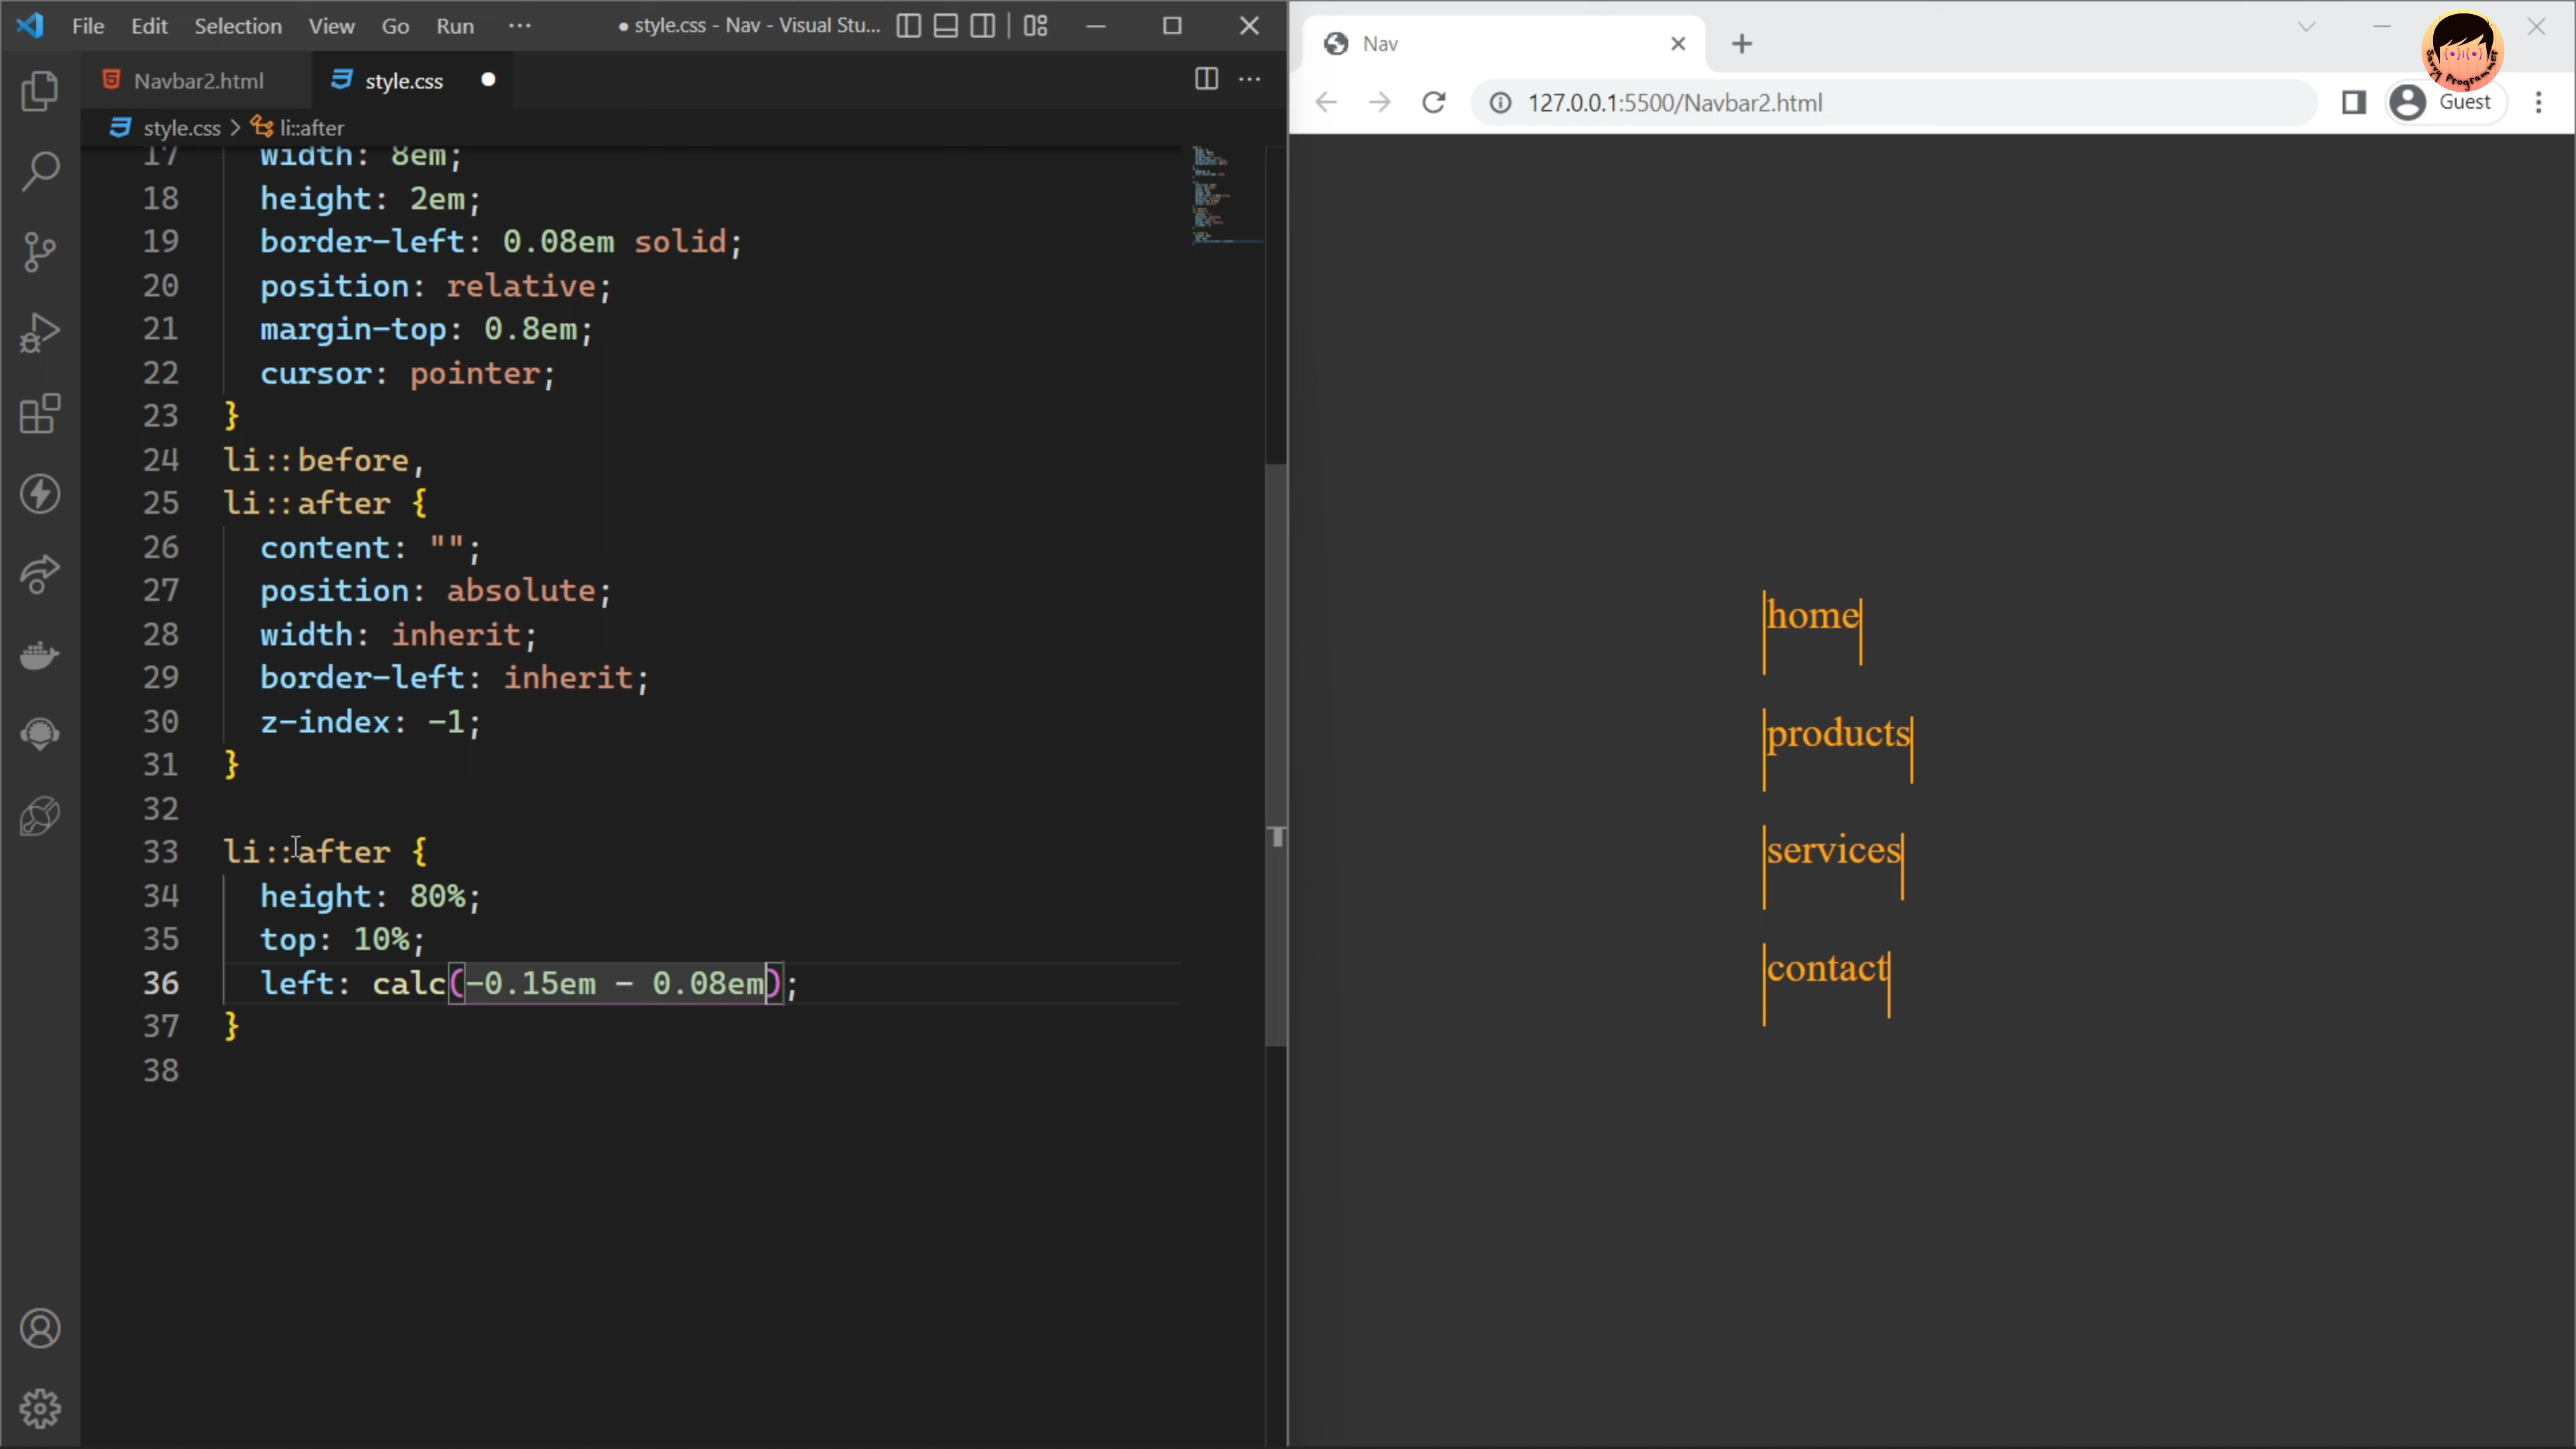 File Edit Selection View Go Run ··· ● style.css - Nav - Visual Stu...
Navbar2.html style.css ●
style.css > li::after
17 width: 8em;
18 height: 2em;
19 border-left: 0.08em solid;
20 position: relative;
21 margin-top: 0.8em;
22 cursor: pointer;
23 }
24 li::before,
25 li::after {
26 content: "";
27 position: absolute;
28 width: inherit;
29 border-left: inherit;
30 z-index: -1;
31 }
32
33 li::after {
34 height: 80%;
35 top: 10%;
36 left: calc(-0.15em - 0.08em);
37 }
38
Nav
127.0.0.1:5500/Navbar2.html
Guest
Savvy Programmer
home
products
services
contact